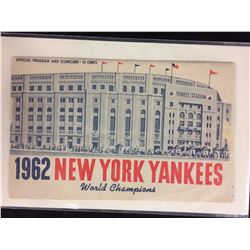 OFFICIAL PROGRAM AND SCORECARD · 15 CENTS
YANKEE STADIUM
1962 NEW YORK YANKEES
World Champions